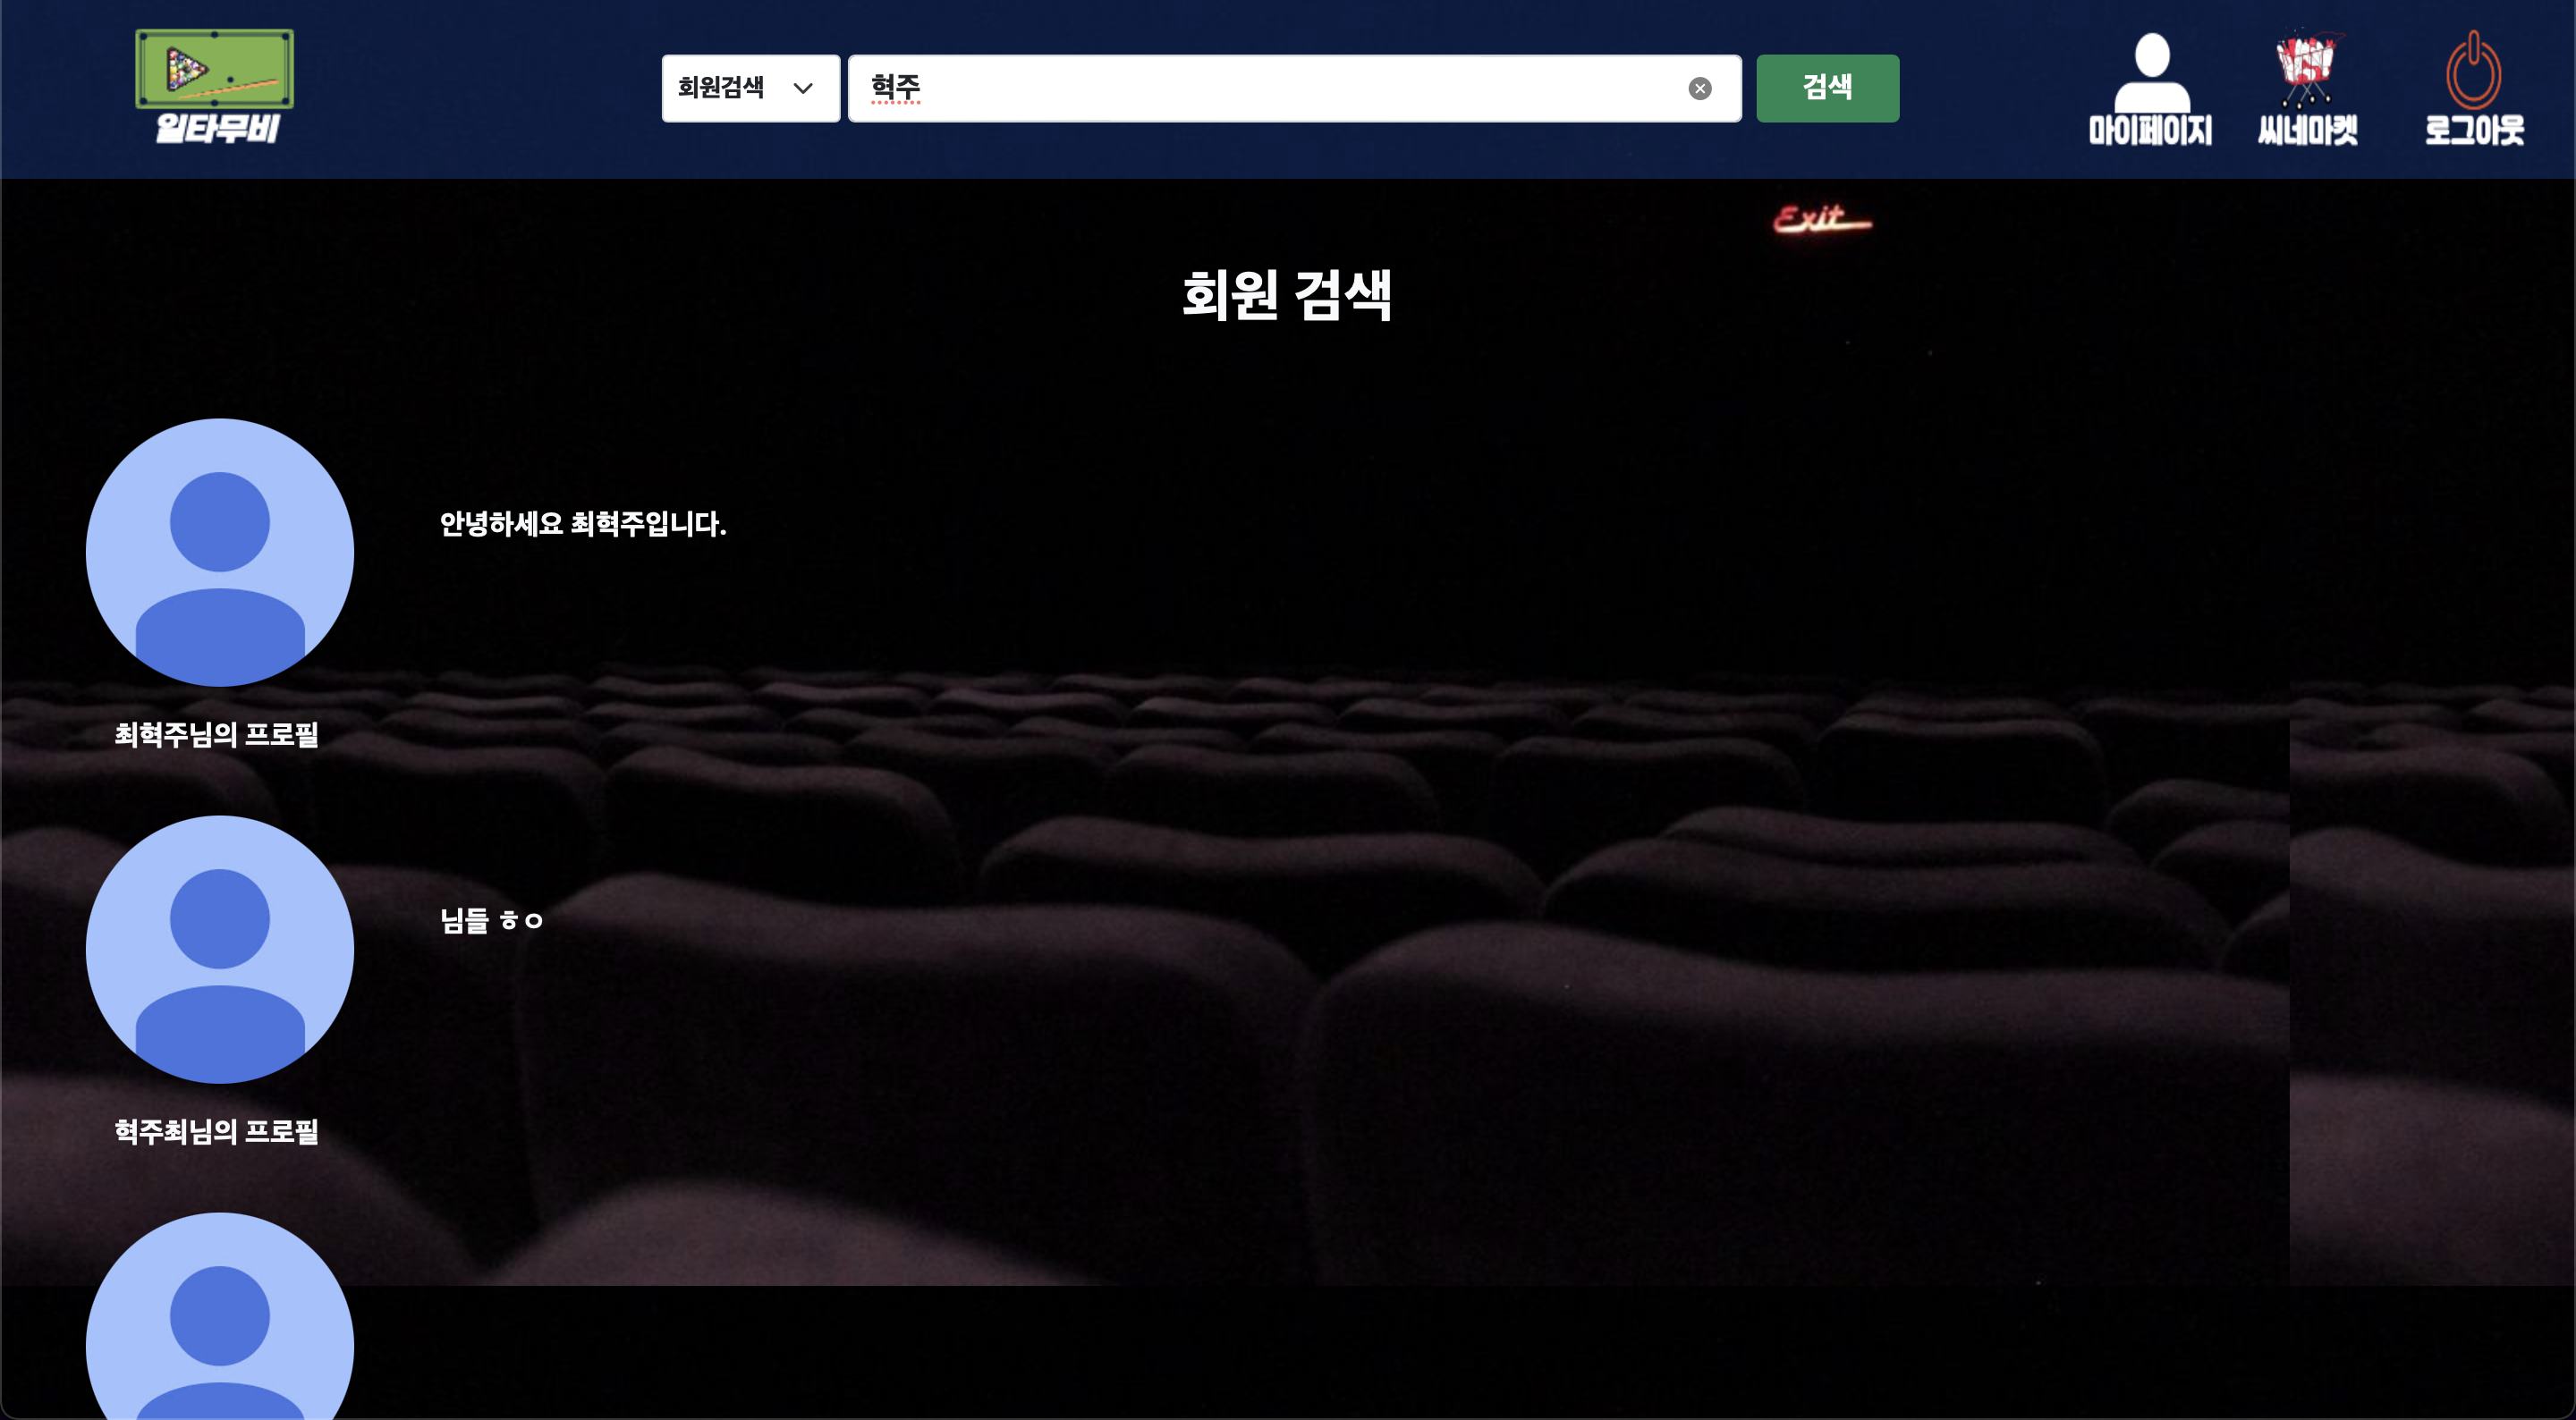 일타무비
회원검색
혁주
검색
마이페이지
씨네마켓
로그아웃
Exit
회원 검색
안녕하세요 최혁주입니다.
최혁주님의 프로필
님들 ㅎㅇ
혁주최님의 프로필